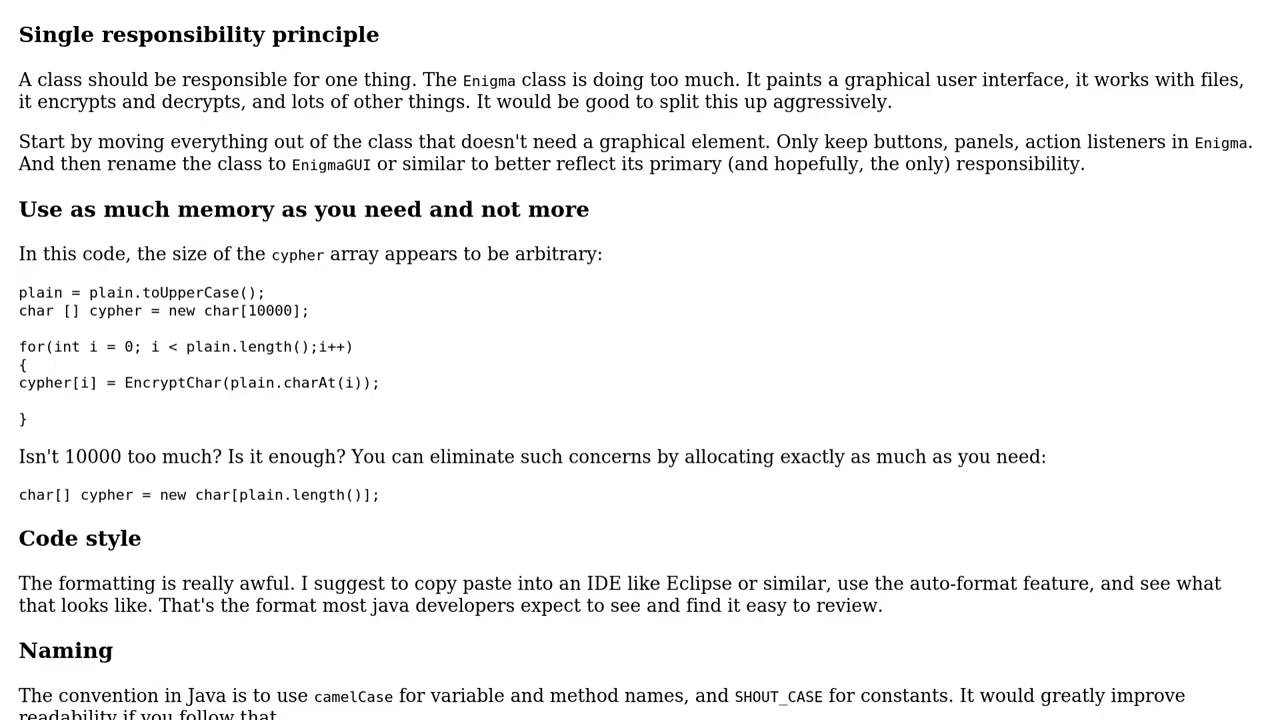 Single responsibility principle
A class should be responsible for one thing. The Enigma class is doing too much. It paints a graphical user interface, it works with files,
it encrypts and decrypts, and lots of other things. It would be good to split this up aggressively.
Start by moving everything out of the class that doesn't need a graphical element. Only keep buttons, panels, action listeners in Enigma.
And then rename the class to EnigmaGUI or similar to better reflect its primary (and hopefully, the only) responsibility.
Use as much memory as you need and not more
In this code, the size of the cypher array appears to be arbitrary:
plain = plain.toUpperCase();
char [] cypher = new char[10000];
for(int i = 0; i < plain.length();i++)
{
cypher[i] = EncryptChar(plain.charAt(i));
}
Isn't 10000 too much? Is it enough? You can eliminate such concerns by allocating exactly as much as you need:
char[] cypher = new char[plain.length()];
Code style
The formatting is really awful. I suggest to copy paste into an IDE like Eclipse or similar, use the auto-format feature, and see what
that looks like. That's the format most java developers expect to see and find it easy to review.
Naming
The convention in Java is to use camelCase for variable and method names, and SHOUT_CASE for constants. It would greatly improve
readability if you follow that.